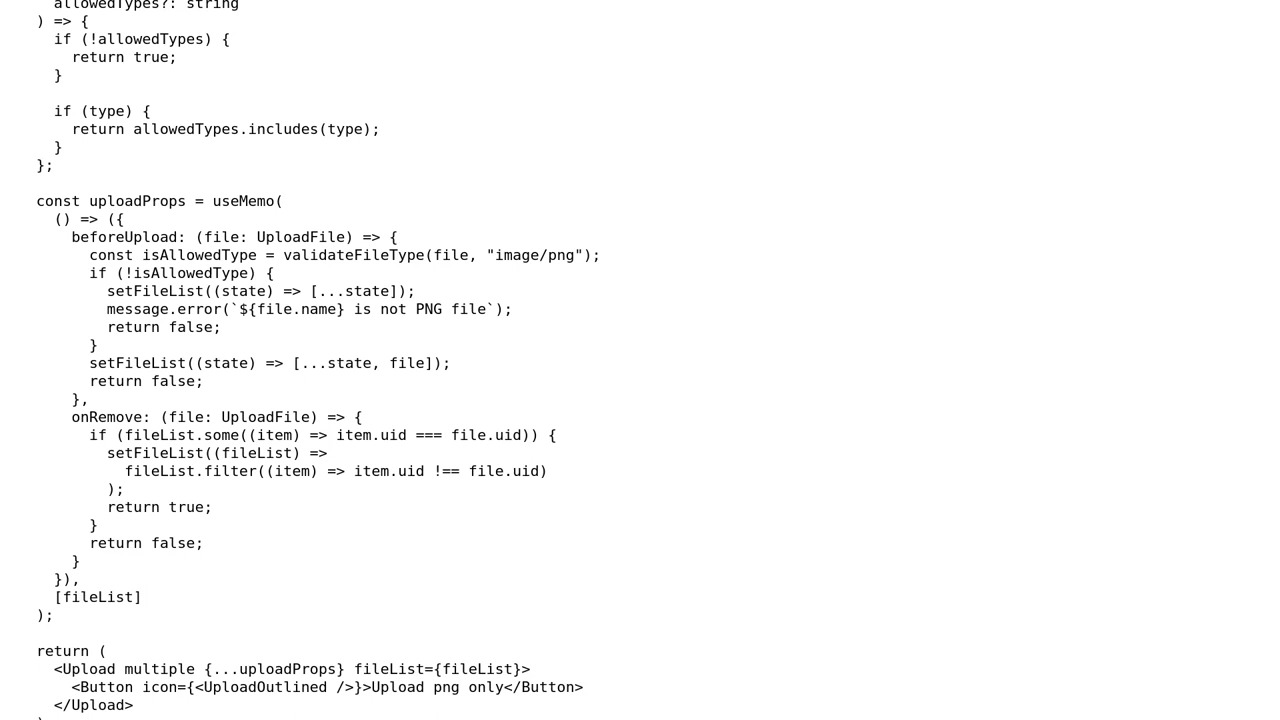 allowedTypes?: string
) => {
if (!allowedTypes) {
return true;
}
if (type) {
return allowedTypes.includes(type);
}
};
const uploadProps = useMemo(
() => ({
beforeUpload: (file: UploadFile) => {
const isAllowedType = validateFileType(file, "image/png");
if (!isAllowedType) {
setFileList((state) => [...state]);
message.error(`${file.name} is not PNG file`);
return false;
}
setFileList((state) => [...state, file]);
return false;
},
onRemove: (file: UploadFile) => {
if (fileList.some((item) => item.uid === file.uid)) {
setFileList((fileList) =>
fileList.filter((item) => item.uid !== file.uid)
);
return true;
}
return false;
}
}),
[fileList]
);
return (
<Upload multiple {...uploadProps} fileList={fileList}>
<Button icon={<UploadOutlined />}>Upload png only</Button>
</Upload>